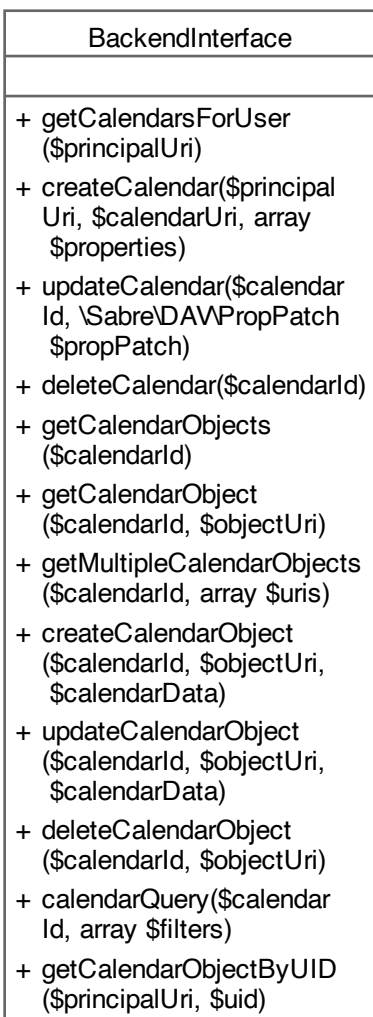 BackendInterface
+ getCalendarsForUser
($principalUri)
+ createCalendar($principal
Uri, $calendarUri, array
$properties)
+ updateCalendar($calendar
Id, \Sabre\DAV\PropPatch
$propPatch)
+ deleteCalendar($calendarId)
+ getCalendarObjects
($calendarId)
+ getCalendarObject
($calendarId, $objectUri)
+ getMultipleCalendarObjects
($calendarId, array $uris)
+ createCalendarObject
($calendarId, $objectUri,
$calendarData)
+ updateCalendarObject
($calendarId, $objectUri,
$calendarData)
+ deleteCalendarObject
($calendarId, $objectUri)
+ calendarQuery($calendar
Id, array $filters)
+ getCalendarObjectByUID
($principalUri, $uid)